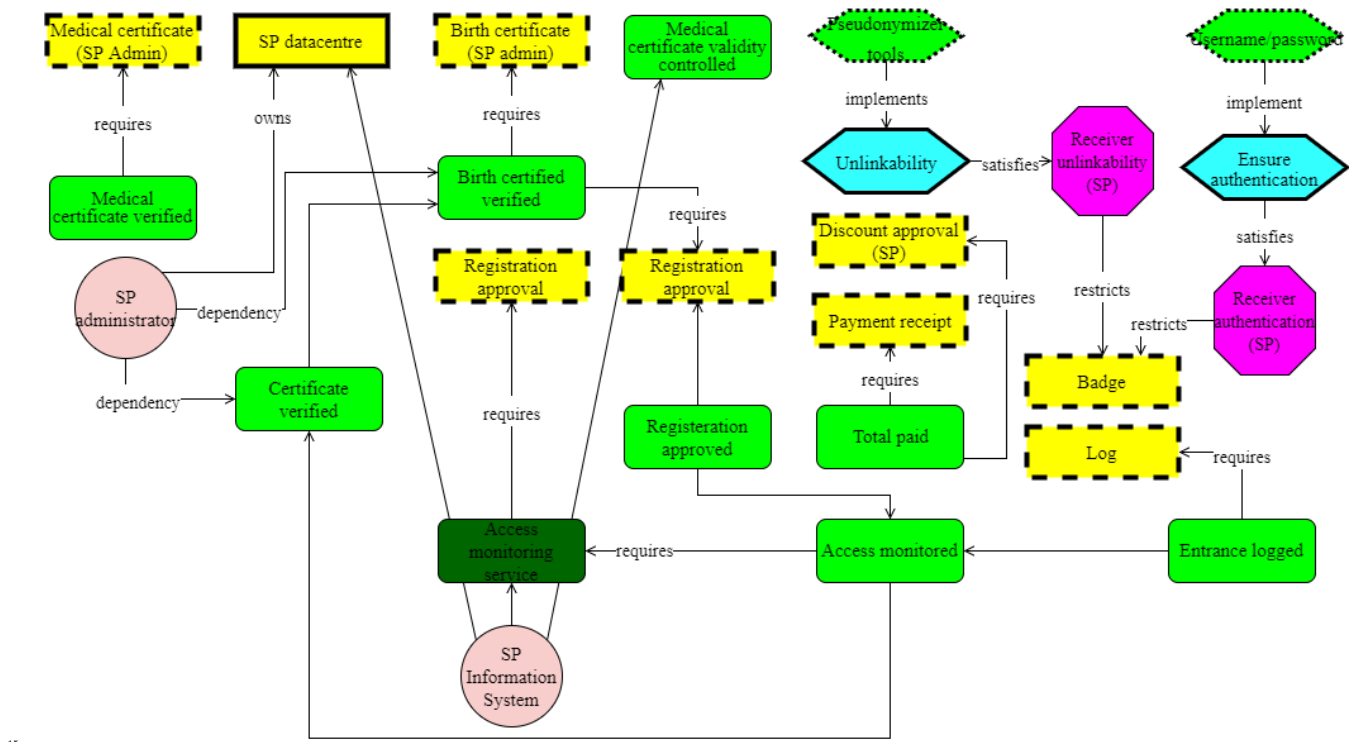 Medical certificate
(SP Admin)
SP datacentre
Birth certificate
(SP admin)
Medical
certificate validity
controlled
Pseudonymizer
tools
Username/password
requires
owns
requires
implements
implement
Medical
certificate verified
Birth certified
verified
Unlinkability
satisfies
Receiver
unlinkability
(SP)
Ensure
authentication
requires
Discount approval
(SP)
satisfies
Registration
approval
Registration
approval
SP
administrator
dependency
requires
restricts
Payment receipt
Receiver
authentication
(SP)
restricts
requires
Badge
Certificate
verified
dependency
requires
Registeration
approved
Total paid
Log
requires
Access
monitoring
service
requires
Access monitored
Entrance logged
SP
Information
System